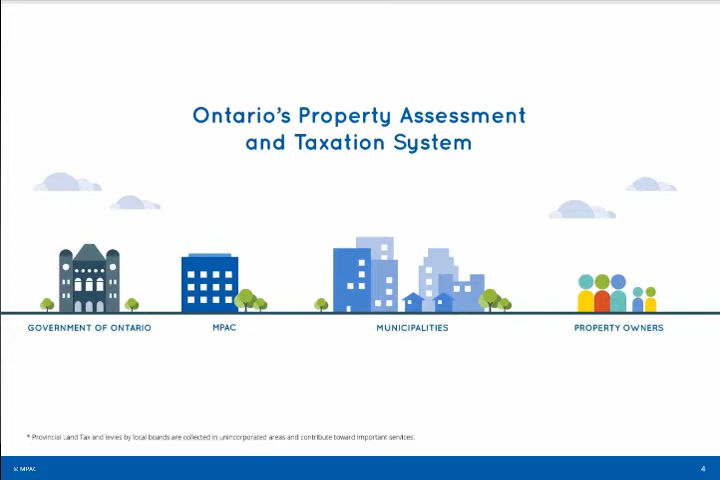 Ontario's Property Assessment
and Taxation System
GOVERNMENT OF ONTARIO
MPAC
MUNICIPALITIES
PROPERTY OWNERS
* Provincial Land Tax and levies by local boards are collected in unincorporated areas and contribute toward important services.
© MPAC
4